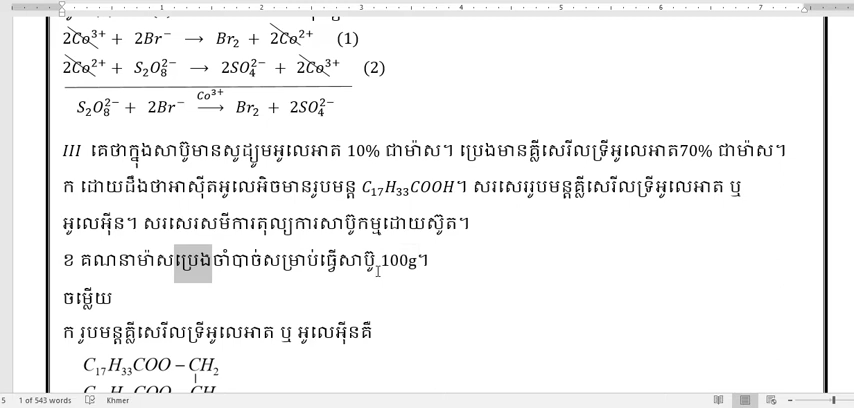 2Co³⁺ + 2Br⁻ → Br₂ + 2Co²⁺ (1)
2Co²⁺ + S₂O₈²⁻ → 2SO₄²⁻ + 2Co³⁺ (2)
Co³⁺
S₂O₈²⁻ + 2Br⁻ → Br₂ + 2SO₄²⁻
III គេថាក្នុងសាប៊ូមានសូដ្យូមអូលេអាត 10% ជាម៉ាស។ ប្រេងមានគ្លីសេរីលទ្រីអូលេអាត70% ជាម៉ាស។
ក ដោយដឹងថាអាស៊ីតអូលេអិចមានរូបមន្ត C₁₇H₃₃COOH។ សរសេររូបមន្តគ្លីសេរីលទ្រីអូលេអាត ឬ
អូលេអ៊ីន។ សរសេរសមីការតុល្យការសាប៊ូកម្មដោយស៊ូត។
ខ គណនាម៉ាសប្រេងចាំបាច់សម្រាប់ធ្វើសាប៊ូ 100g។
ចម្លើយ
ក រូបមន្តគ្លីសេរីលទ្រីអូលេអាត ឬ អូលេអ៊ីនគឺ
C₁₇H₃₃COO – CH₂
5 1 of 543 words Khmer